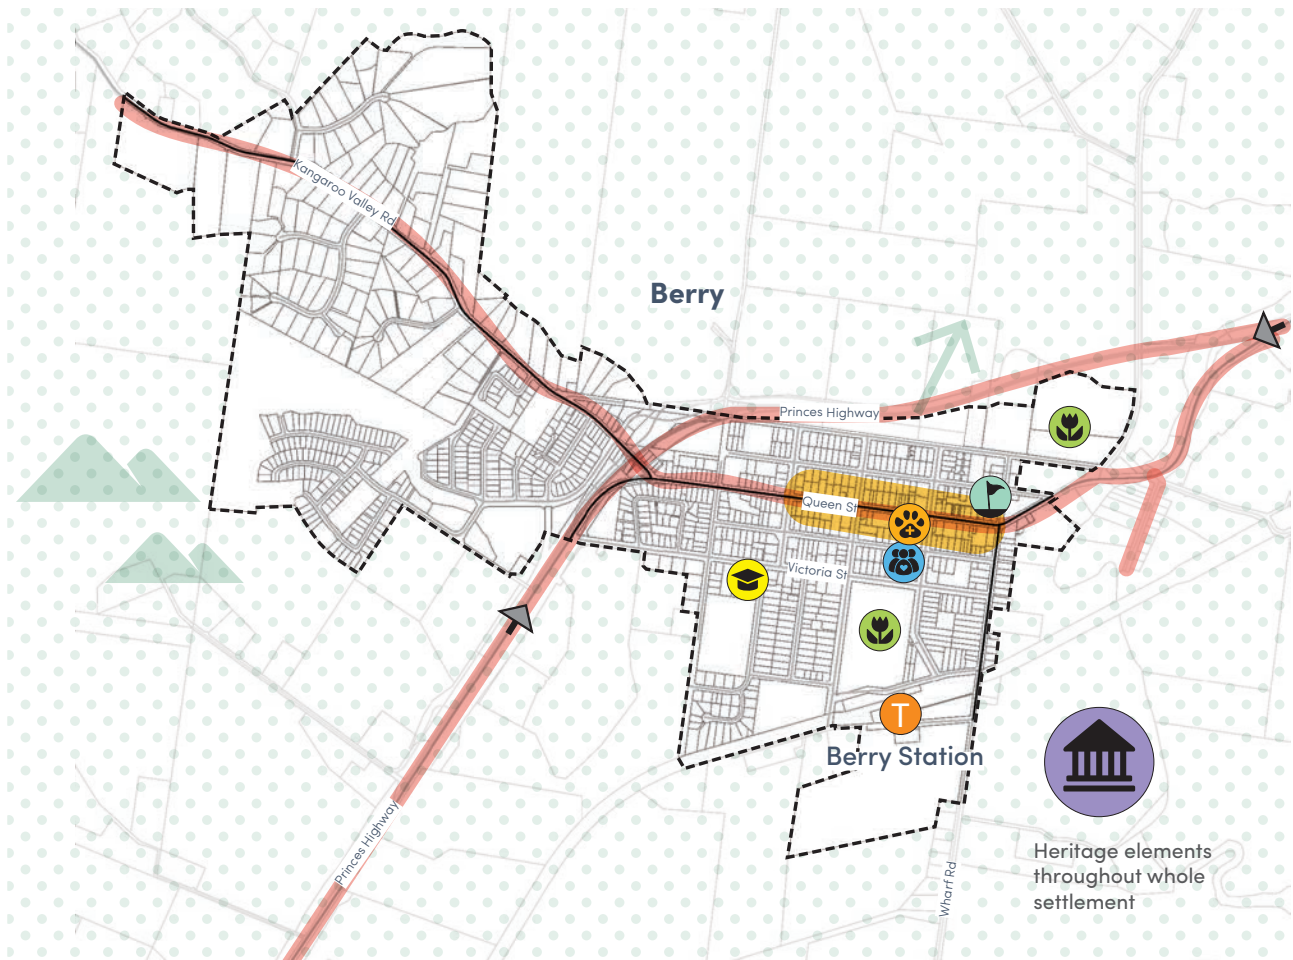 Kangaroo Valley Rd
Berry
Princes Highway
Queen St
Victoria St
T
Berry Station
Princes Highway
Wharf Rd
Heritage elements
throughout whole
settlement